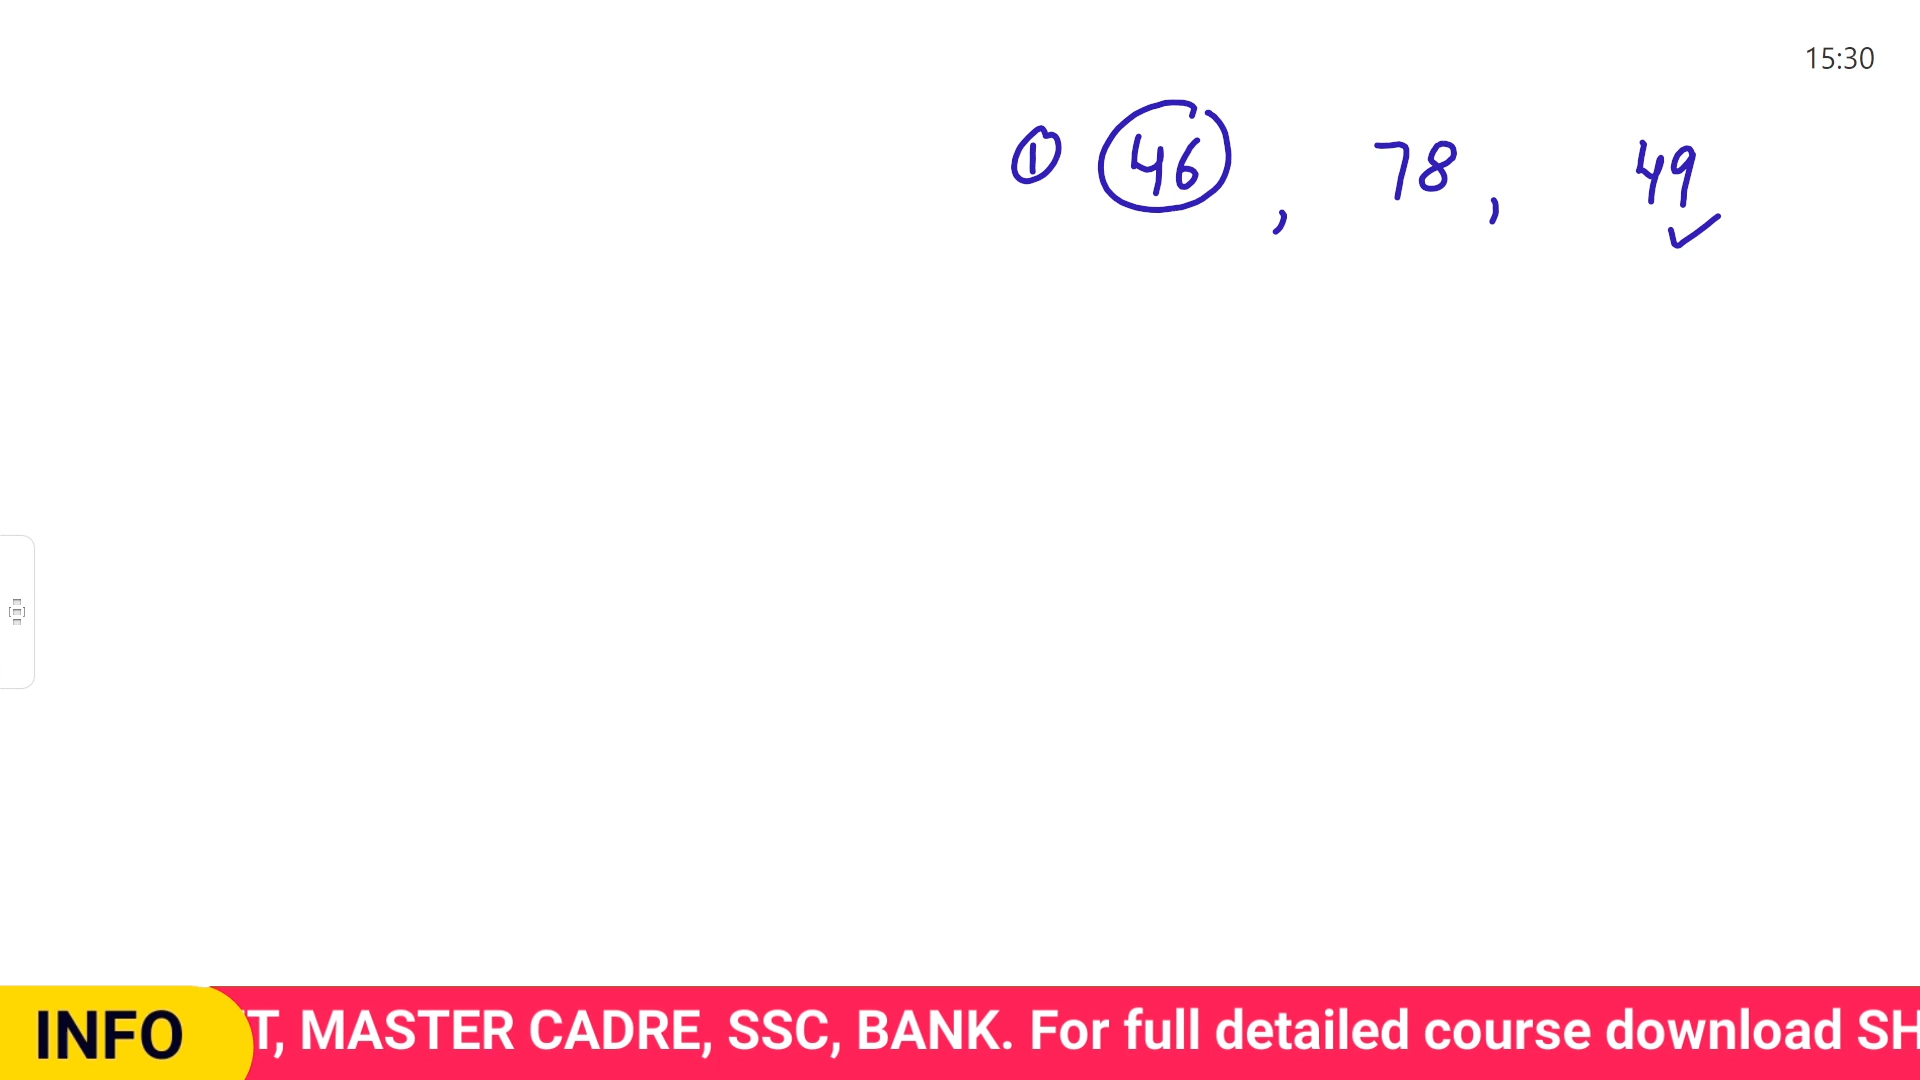 15:30
① 46, 78, 49 ✓
INFO T, MASTER CADRE, SSC, BANK. For full detailed course download SH